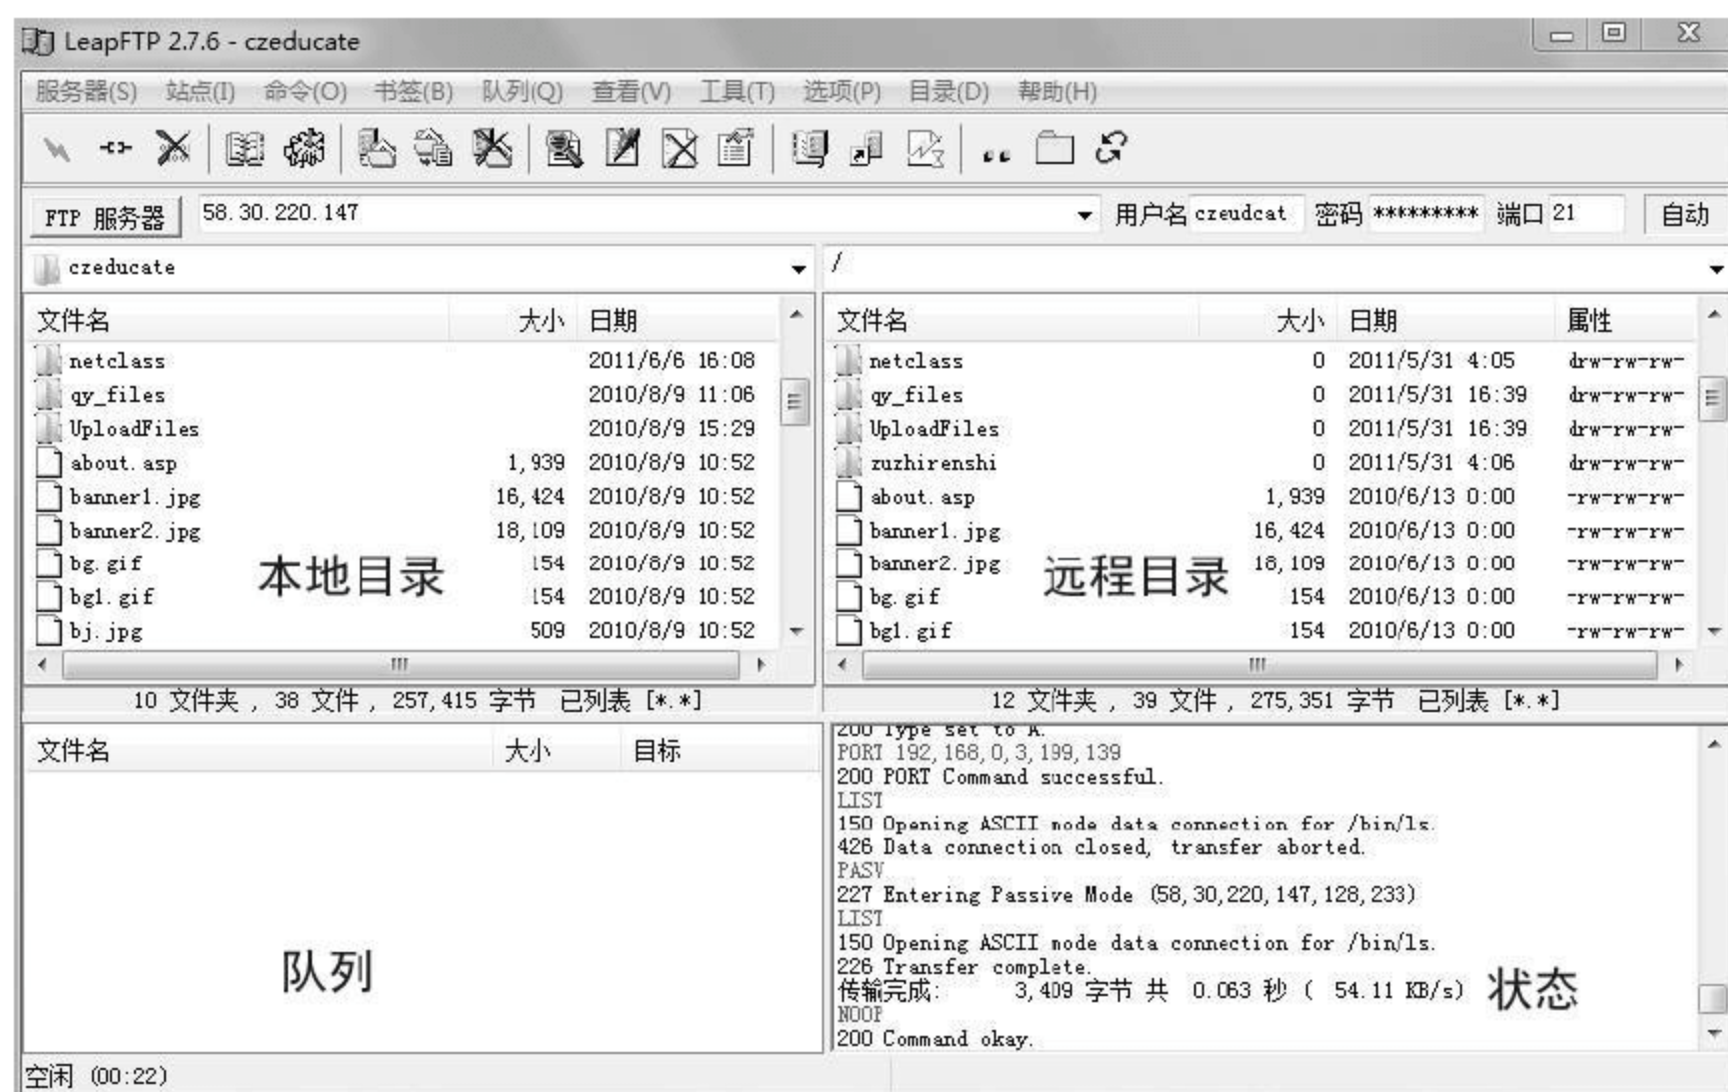 LeapFTP 2.7.6 - czeducate
服务器(S) 站点(I) 命令(O) 书签(B) 队列(Q) 查看(V) 工具(T) 选项(P) 目录(D) 帮助(H)
FTP 服务器 58.30.220.147 用户名 czeudcat 密码 ********* 端口 21 自动
czeducate /
文件名 大小 日期
netclass 2011/6/6 16:08
qy_files 2010/8/9 11:06
UploadFiles 2010/8/9 15:29
about.asp 1,939 2010/8/9 10:52
banner1.jpg 16,424 2010/8/9 10:52
banner2.jpg 18,109 2010/8/9 10:52
bg.gif 154 2010/8/9 10:52
bg1.gif 154 2010/8/9 10:52
bj.jpg 509 2010/8/9 10:52
本地目录
10 文件夹 , 38 文件 , 257,415 字节 已列表 [*.*]
文件名 大小 日期 属性
netclass 0 2011/5/31 4:05 drw-rw-rw-
qy_files 0 2011/5/31 16:39 drw-rw-rw-
UploadFiles 0 2011/5/31 16:39 drw-rw-rw-
zuzhirenshi 0 2011/5/31 4:06 drw-rw-rw-
about.asp 1,939 2010/6/13 0:00 -rw-rw-rw-
banner1.jpg 16,424 2010/6/13 0:00 -rw-rw-rw-
banner2.jpg 18,109 2010/6/13 0:00 -rw-rw-rw-
bg.gif 154 2010/6/13 0:00 -rw-rw-rw-
bg1.gif 154 2010/6/13 0:00 -rw-rw-rw-
远程目录
12 文件夹 , 39 文件 , 275,351 字节 已列表 [*.*]
文件名 大小 目标
队列
200 Type set to A.
PORT 192,168,0,3,199,139
200 PORT Command successful.
LIST
150 Opening ASCII mode data connection for /bin/ls.
426 Data connection closed, transfer aborted.
PASV
227 Entering Passive Mode (58,30,220,147,128,233)
LIST
150 Opening ASCII mode data connection for /bin/ls.
226 Transfer complete.
传输完成: 3,409 字节 共 0.063 秒 ( 54.11 KB/s)
NOOP
200 Command okay.
状态
空闲 (00:22)